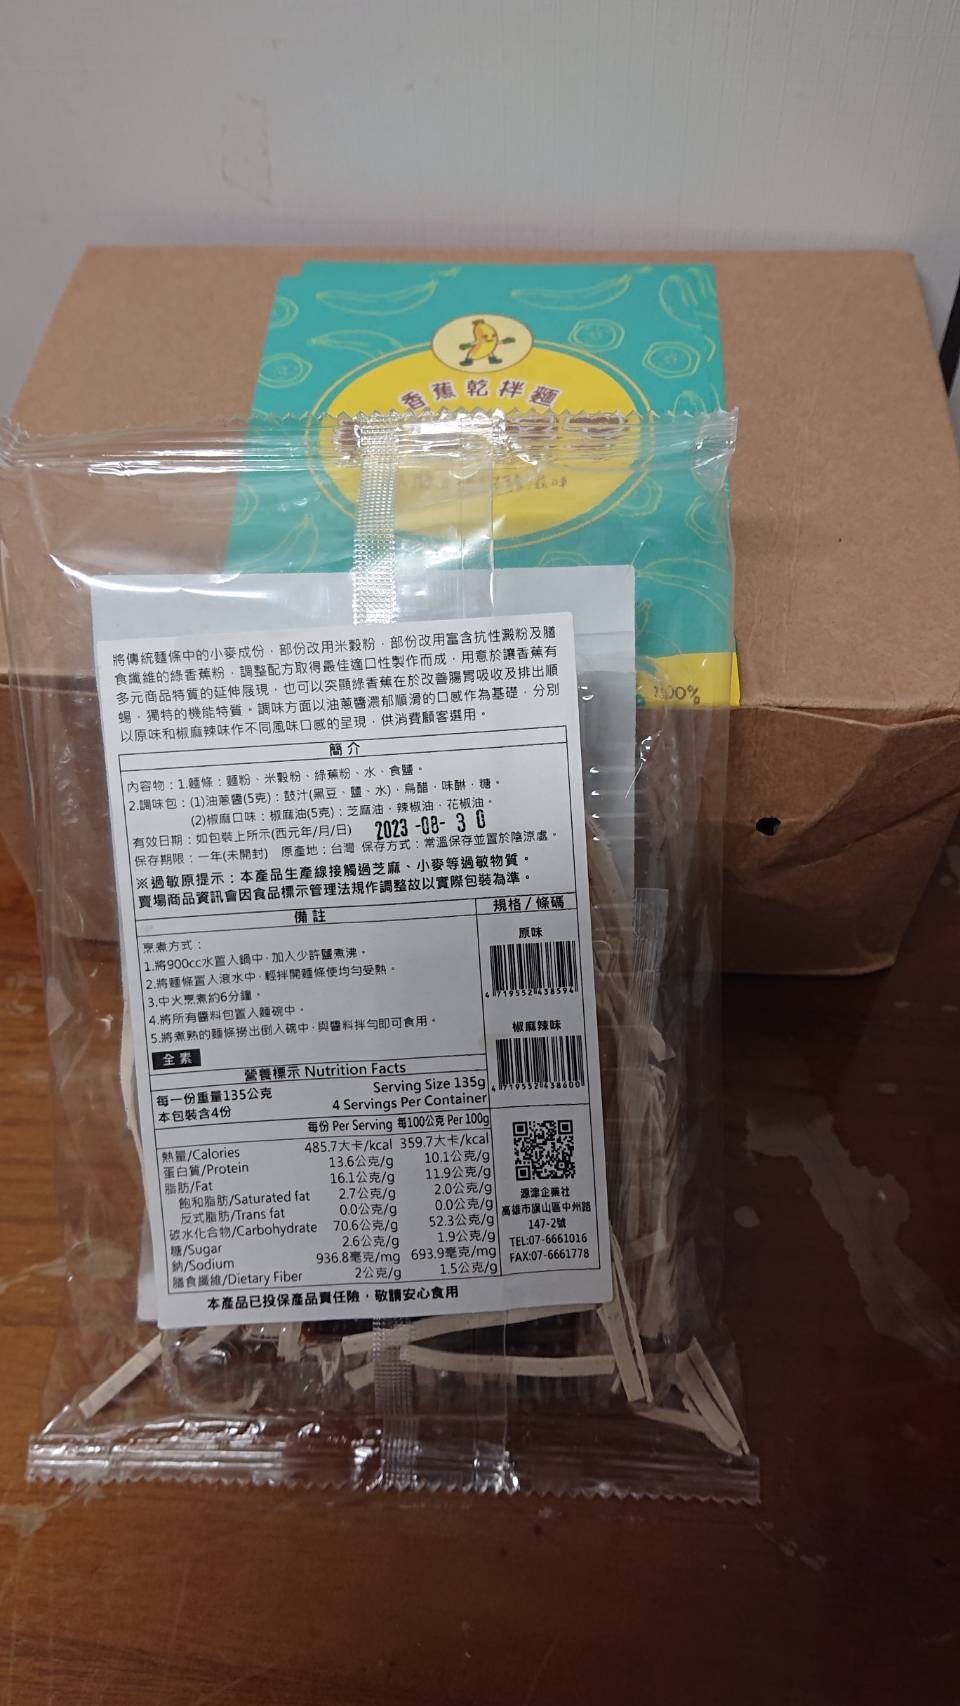 香蕉乾拌麵
100%
將傳統麵條中的小麥成份，部份改用米穀粉，部份改用富含抗性澱粉及膳
食纖維的綠香蕉粉，調整配方取得最佳適口性製作而成，用意於讓香蕉有
多元商品特質的延伸展現，也可以突顯綠香蕉在於改善腸胃吸收及排出順
暢，獨特的機能特質。調味方面以油蔥醬濃郁順滑的口感作為基礎，分別
以原味和椒麻辣味作不同風味口感的呈現，供消費顧客選用。
簡介
內容物：1.麵條：麵粉、米穀粉、綠蕉粉、水、食鹽。
2.調味包：(1)油蔥醬(5克)：豉汁(黑豆、鹽、水)，烏醋，味醂，糖。
(2)椒麻口味：椒麻油(5克)：芝麻油，辣椒油，花椒油。
有效日期：如包裝上所示(西元年/月/日) 2023-08-30
保存期限：一年(未開封) 原產地：台灣 保存方式：常溫保存並置於陰涼處。
※過敏原提示：本產品生產線接觸過芝麻、小麥等過敏物質。
賣場商品資訊會因食品標示管理法規作調整故以實際包裝為準。
備註
規格/條碼
烹煮方式：
1.將900cc水置入鍋中，加入少許鹽煮沸。
2.將麵條置入滾水中，輕拌開麵條使均勻受熱。
3.中火烹煮約6分鐘。
4.將所有醬料包置入麵碗中。
5.將煮熟的麵條撈出倒入碗中，與醬料拌勻即可食用。
全素
原味
4 719552 438594
椒麻辣味
4 719552 438600
營養標示 Nutrition Facts
每一份重量135公克 Serving Size 135g
本包裝含4份 4 Servings Per Container
每份 Per Serving 每100公克 Per 100g
熱量/Calories 485.7大卡/kcal 359.7大卡/kcal
蛋白質/Protein 13.6公克/g 10.1公克/g
脂肪/Fat 16.1公克/g 11.9公克/g
飽和脂肪/Saturated fat 2.7公克/g 2.0公克/g
反式脂肪/Trans fat 0.0公克/g 0.0公克/g
碳水化合物/Carbohydrate 70.6公克/g 52.3公克/g
糖/Sugar 2.6公克/g 1.9公克/g
鈉/Sodium 936.8毫克/mg 693.9毫克/mg
膳食纖維/Dietary Fiber 2公克/g 1.5公克/g
源津企業社
高雄市旗山區中州路
147-2號
TEL:07-6661016
FAX:07-6661778
本產品已投保產品責任險，敬請安心食用